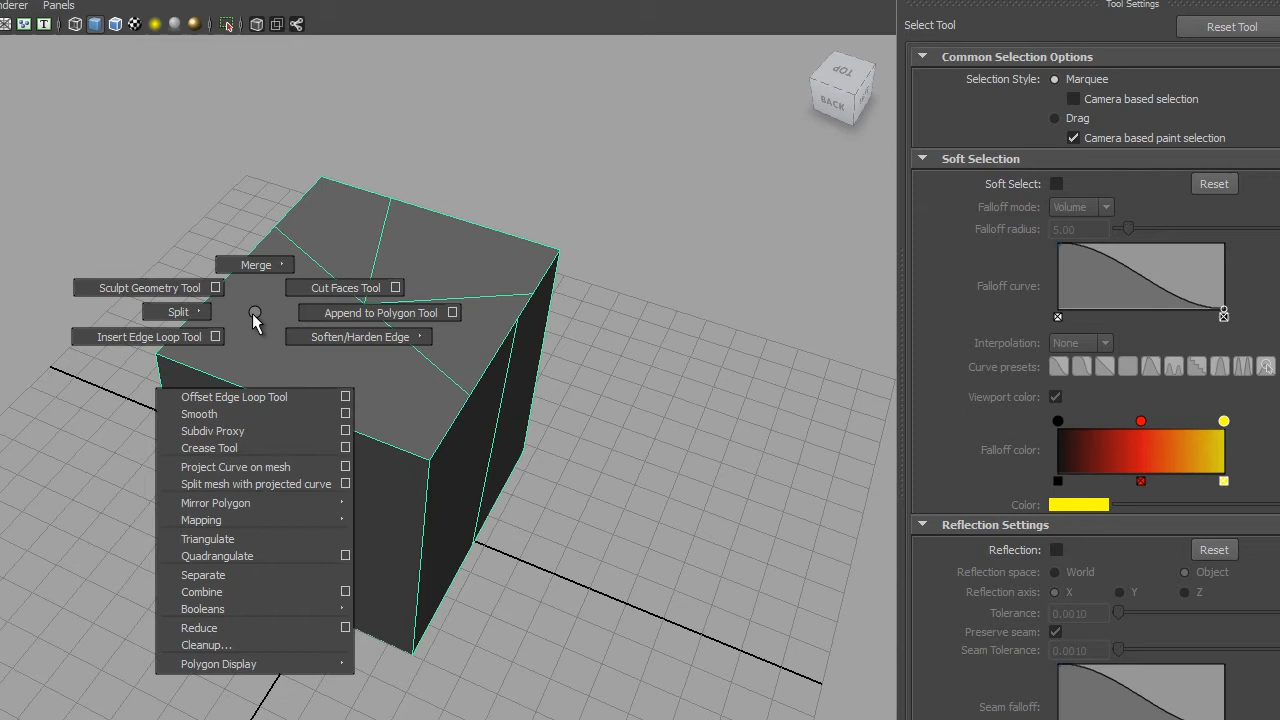 nderer Panels
T
Tool Settings
Select Tool
Reset Tool
Common Selection Options
Selection Style: Marquee
Camera based selection
Drag
Camera based paint selection
TOP
BACK
Soft Selection
Soft Select: Reset
Falloff mode: Volume
Falloff radius: 5.00
Falloff curve:
Interpolation: None
Curve presets:
Viewport color:
Falloff color:
Color:
Reflection Settings
Reflection: Reset
Reflection space: World Object
Reflection axis: X Y Z
Tolerance: 0.0010
Preserve seam:
Seam Tolerance: 0.0010
Seam falloff:
Merge
Sculpt Geometry Tool Cut Faces Tool
Split Append to Polygon Tool
Insert Edge Loop Tool Soften/Harden Edge
Offset Edge Loop Tool
Smooth
Subdiv Proxy
Crease Tool
Project Curve on mesh
Split mesh with projected curve
Mirror Polygon
Mapping
Triangulate
Quadrangulate
Separate
Combine
Booleans
Reduce
Cleanup...
Polygon Display